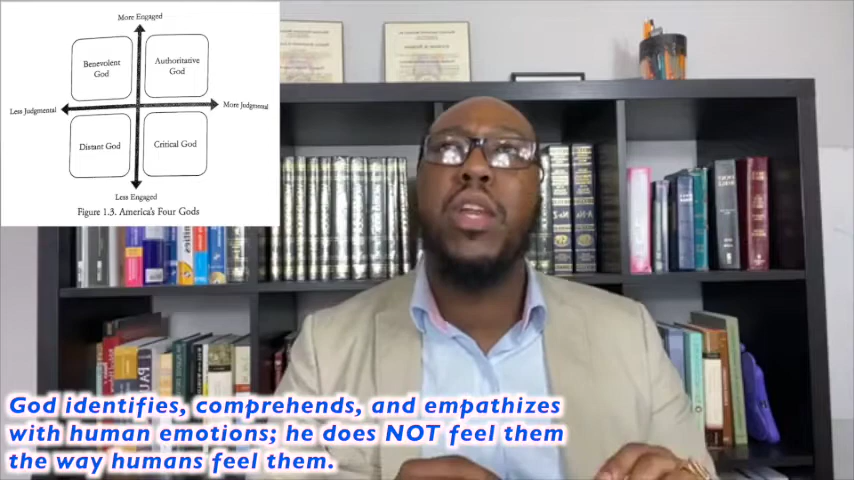 More Engaged
Benevolent
God
Authoritative
God
Less Judgmental
More Judgmental
Distant God
Critical God
Less Engaged
Figure 1.3. America's Four Gods
God identifies, comprehends, and empathizes
with human emotions; he does NOT feel them
the way humans feel them.